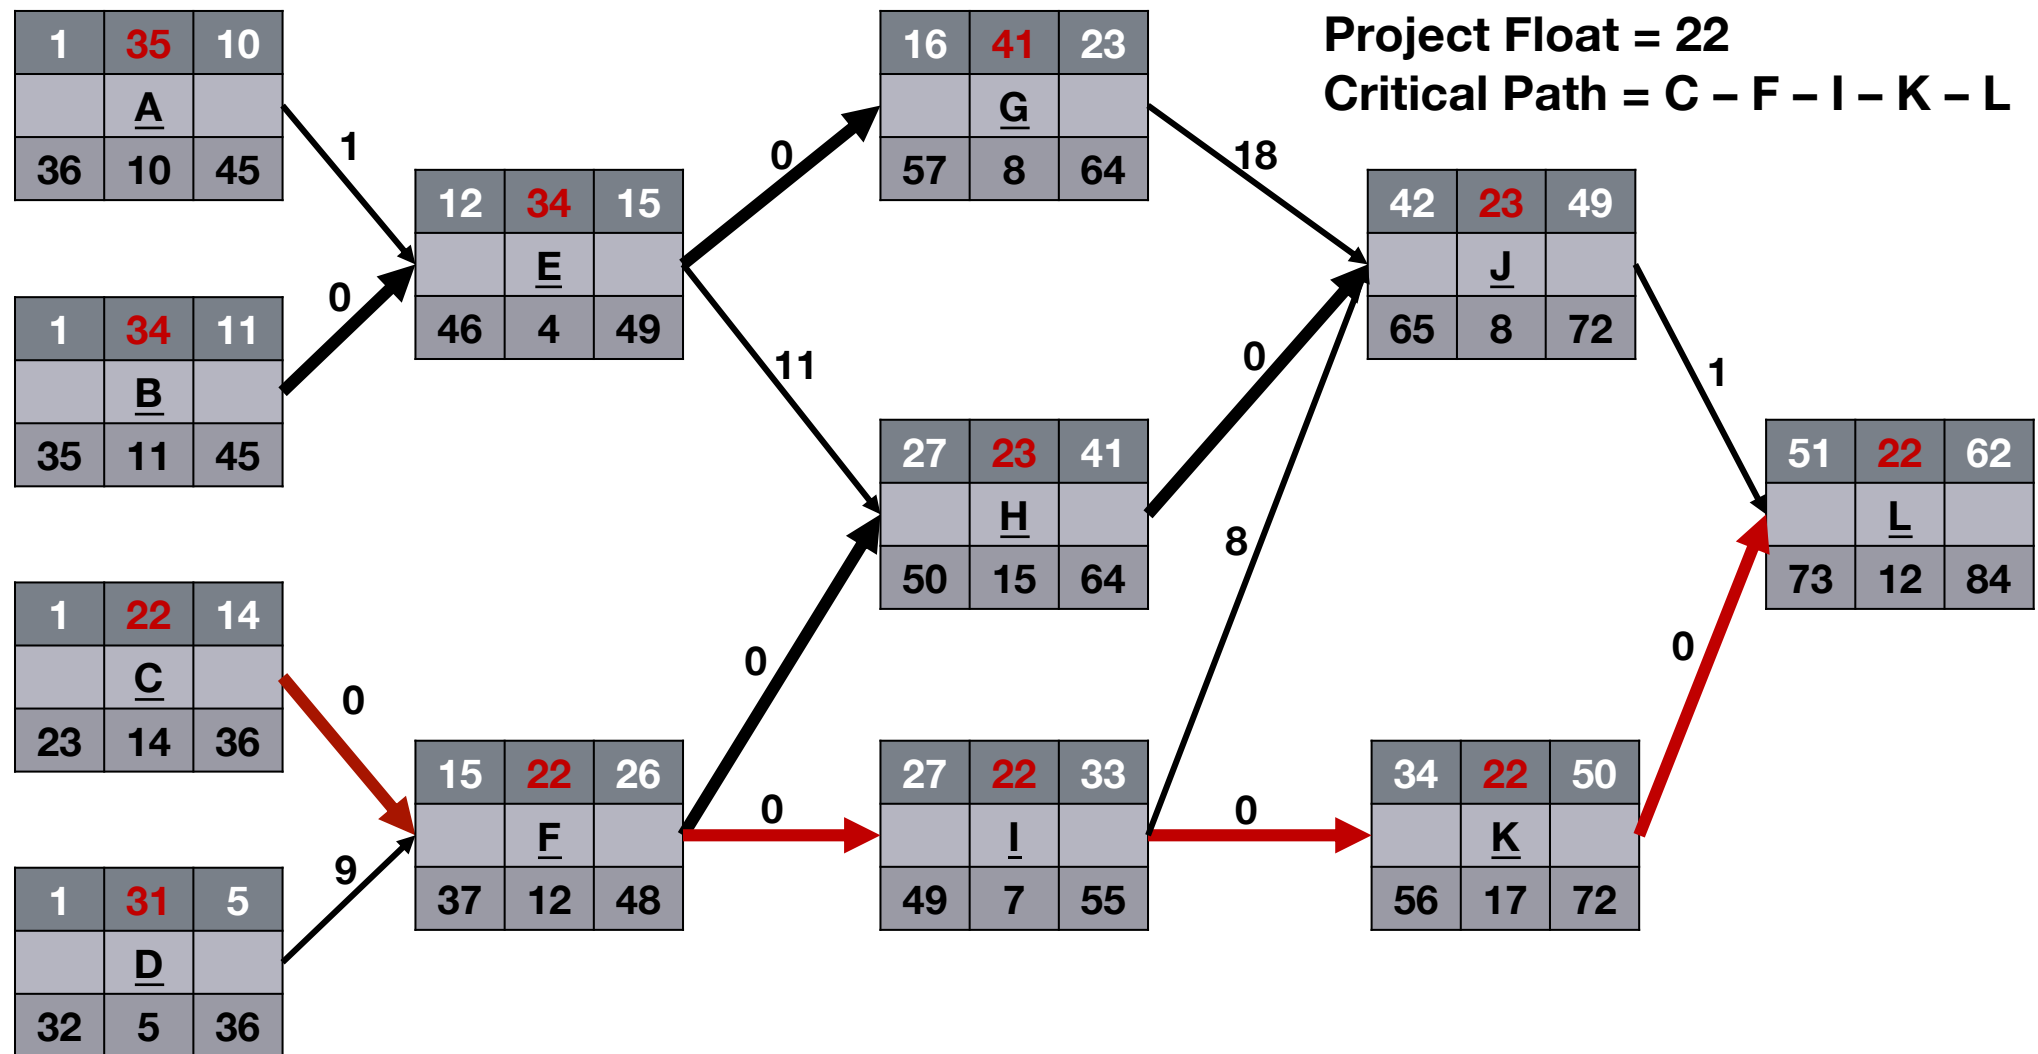 Project Float = 22
Critical Path = C – F – I – K – L
1 35 10
A
36 10 45
1
1 34 11
B
35 11 45
0
1 22 14
C
23 14 36
0
1 31 5
D
32 5 36
9
12 34 15
E
46 4 49
0
11
15 22 26
F
37 12 48
0
0
16 41 23
G
57 8 64
18
27 23 41
H
50 15 64
0
27 22 33
I
49 7 55
8
0
42 23 49
J
65 8 72
1
34 22 50
K
56 17 72
0
51 22 62
L
73 12 84